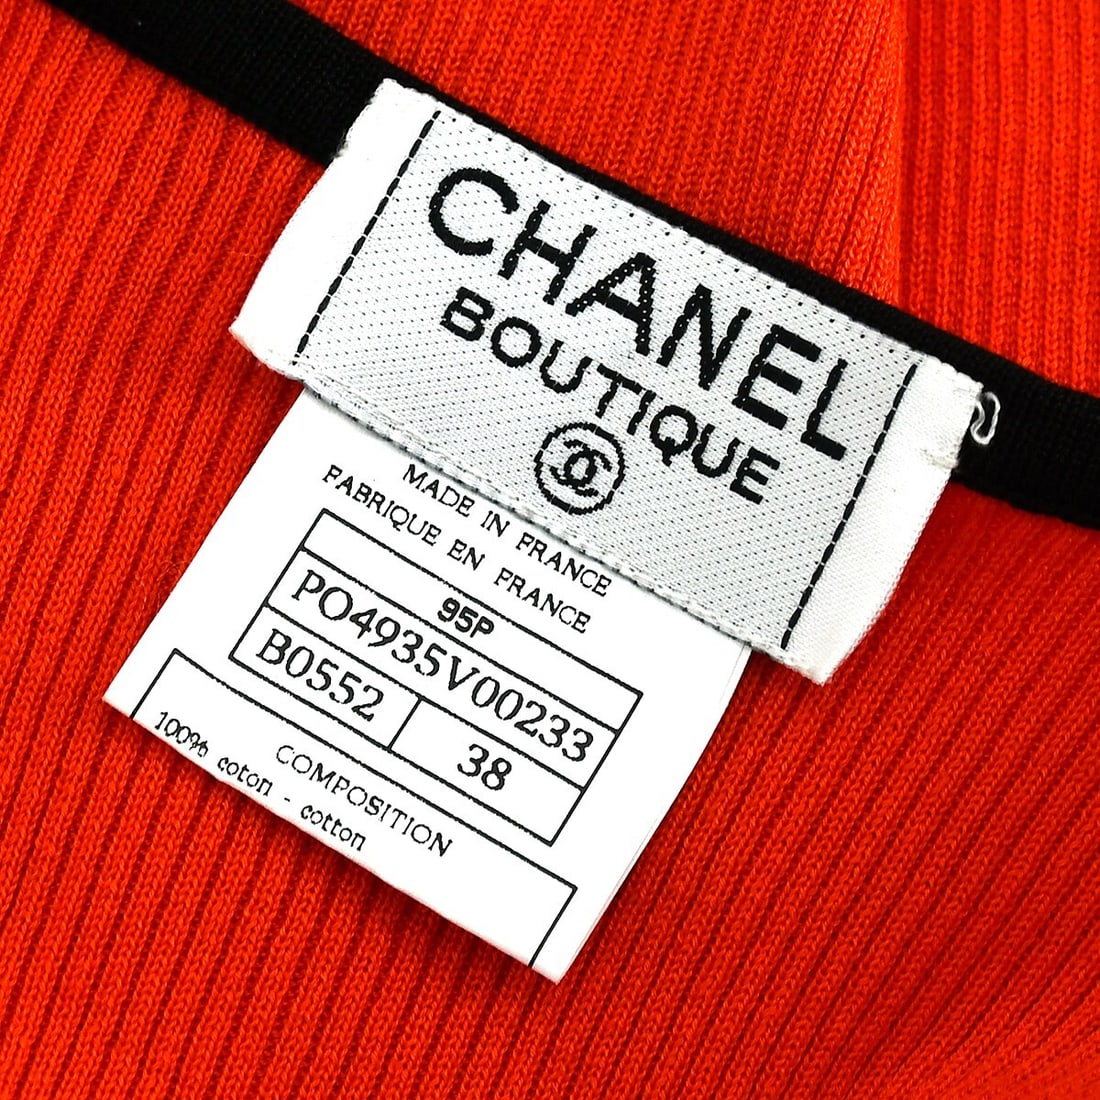 CHANEL
BOUTIQUE
MADE IN FRANCE
FABRIQUE EN FRANCE
95P
PO4935V00233
B0552 38
COMPOSITION
100% coton - cotton